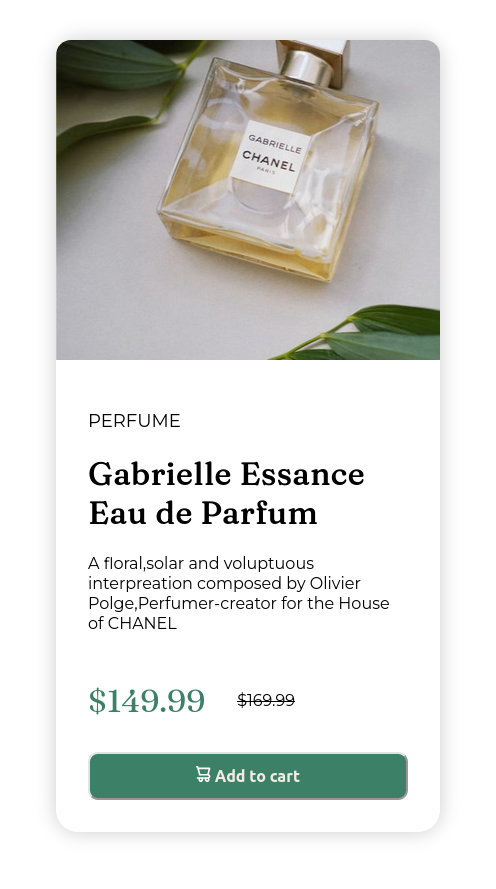 GABRIELLE
CHANEL
PARIS
PERFUME
Gabrielle Essance
Eau de Parfum
A floral,solar and voluptuous
interpreation composed by Olivier
Polge,Perfumer-creator for the House
of CHANEL
$149.99 $169.99
Add to cart